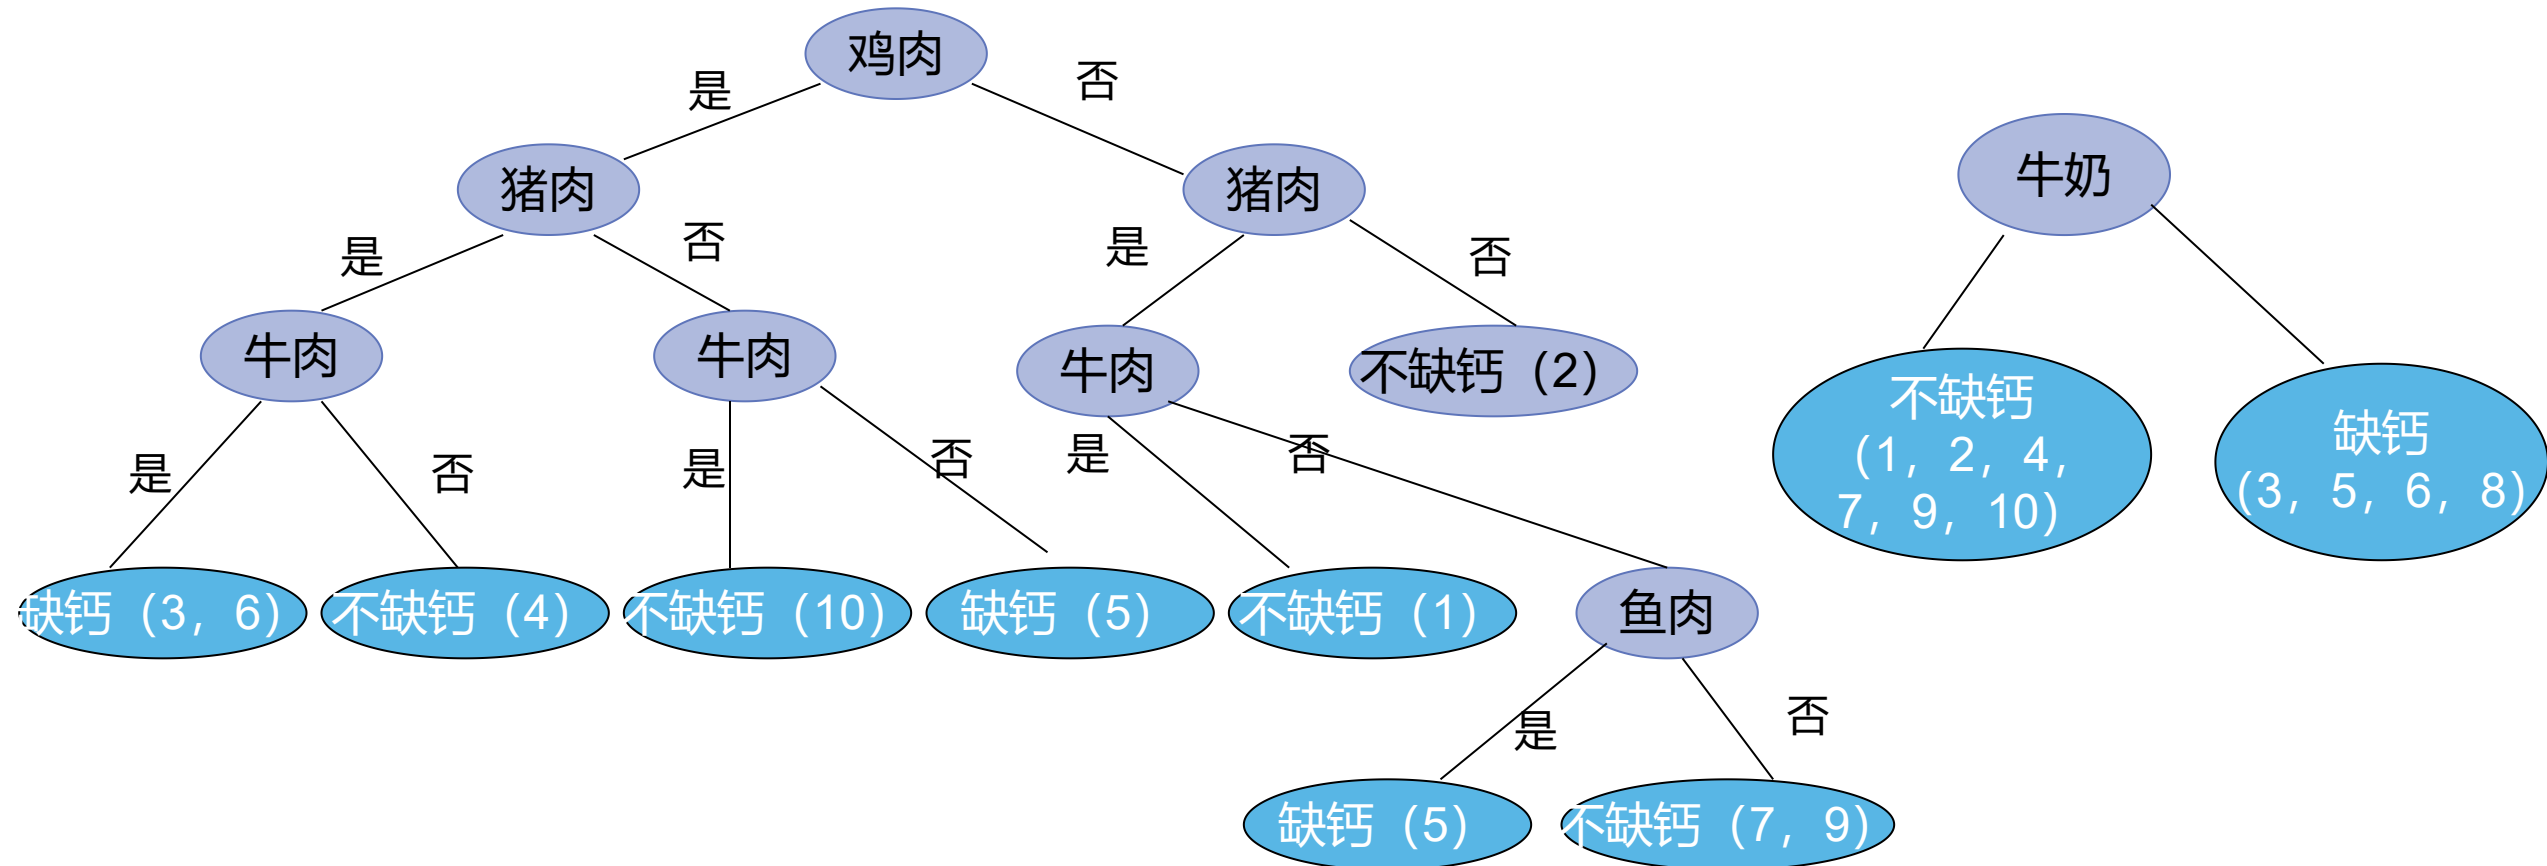 鸡肉
是
否
猪肉
猪肉
牛奶
是
否
是
否
牛肉
牛肉
牛肉
不缺钙（2）
不缺钙
（1，2，4，
7，9，10）
缺钙
（3，5，6，8）
是
否
是
否
是
否
缺钙（3，6）
不缺钙（4）
不缺钙（10）
缺钙（5）
不缺钙（1）
鱼肉
是
否
缺钙（5）
不缺钙（7，9）